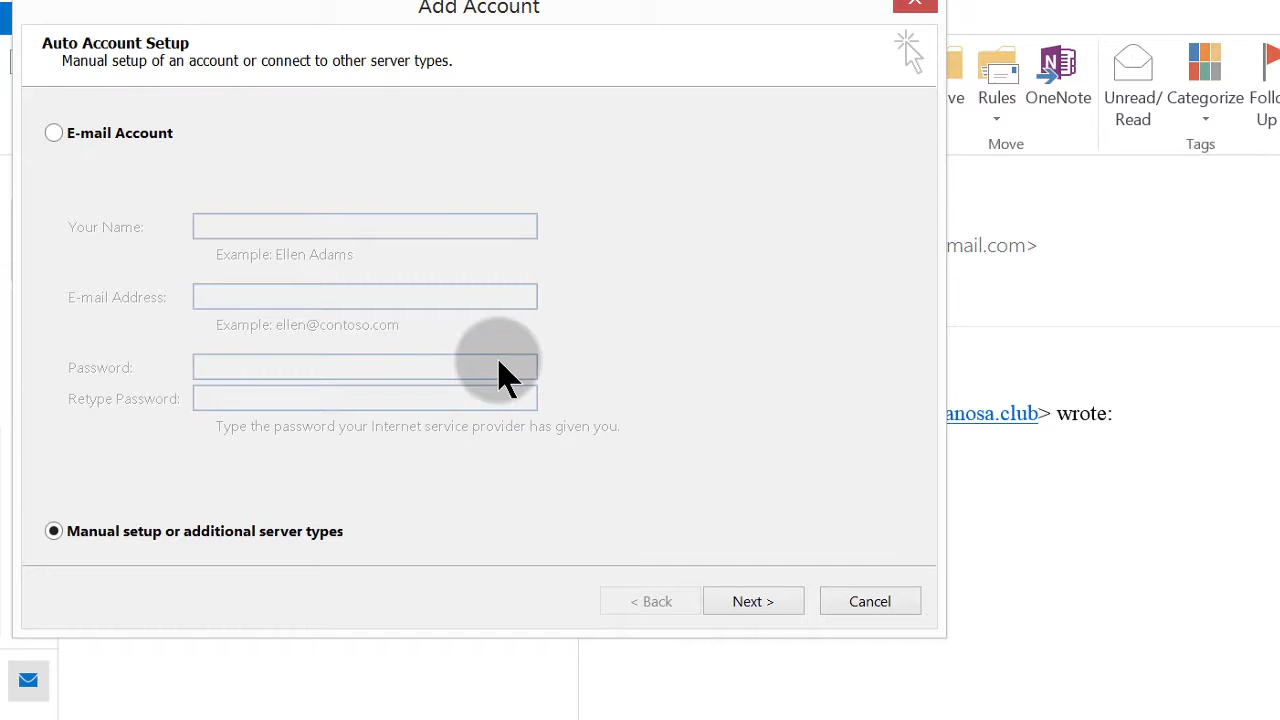 Add Account
Auto Account Setup
Manual setup of an account or connect to other server types.
E-mail Account
Your Name:
Example: Ellen Adams
E-mail Address:
Example: ellen@contoso.com
Password:
Retype Password:
Type the password your Internet service provider has given you.
Manual setup or additional server types
< Back Next > Cancel
ve Rules OneNote
Move
Unread/ Categorize Follo
Read Up
Tags
mail.com>
anosa.club> wrote: